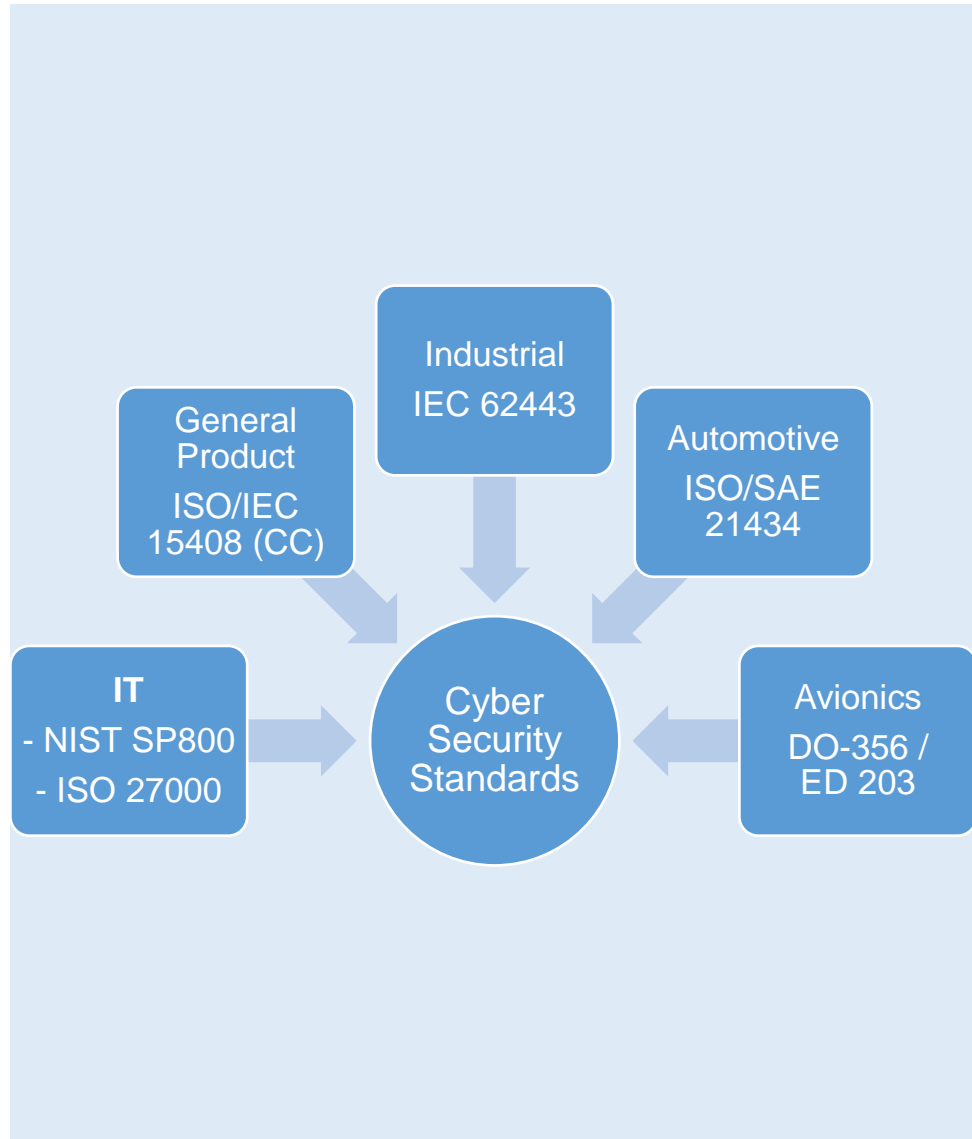 Industrial
IEC 62443
General
Product
ISO/IEC
15408 (CC)
Automotive
ISO/SAE
21434
IT
- NIST SP800
- ISO 27000
Cyber
Security
Standards
Avionics
DO-356 /
ED 203